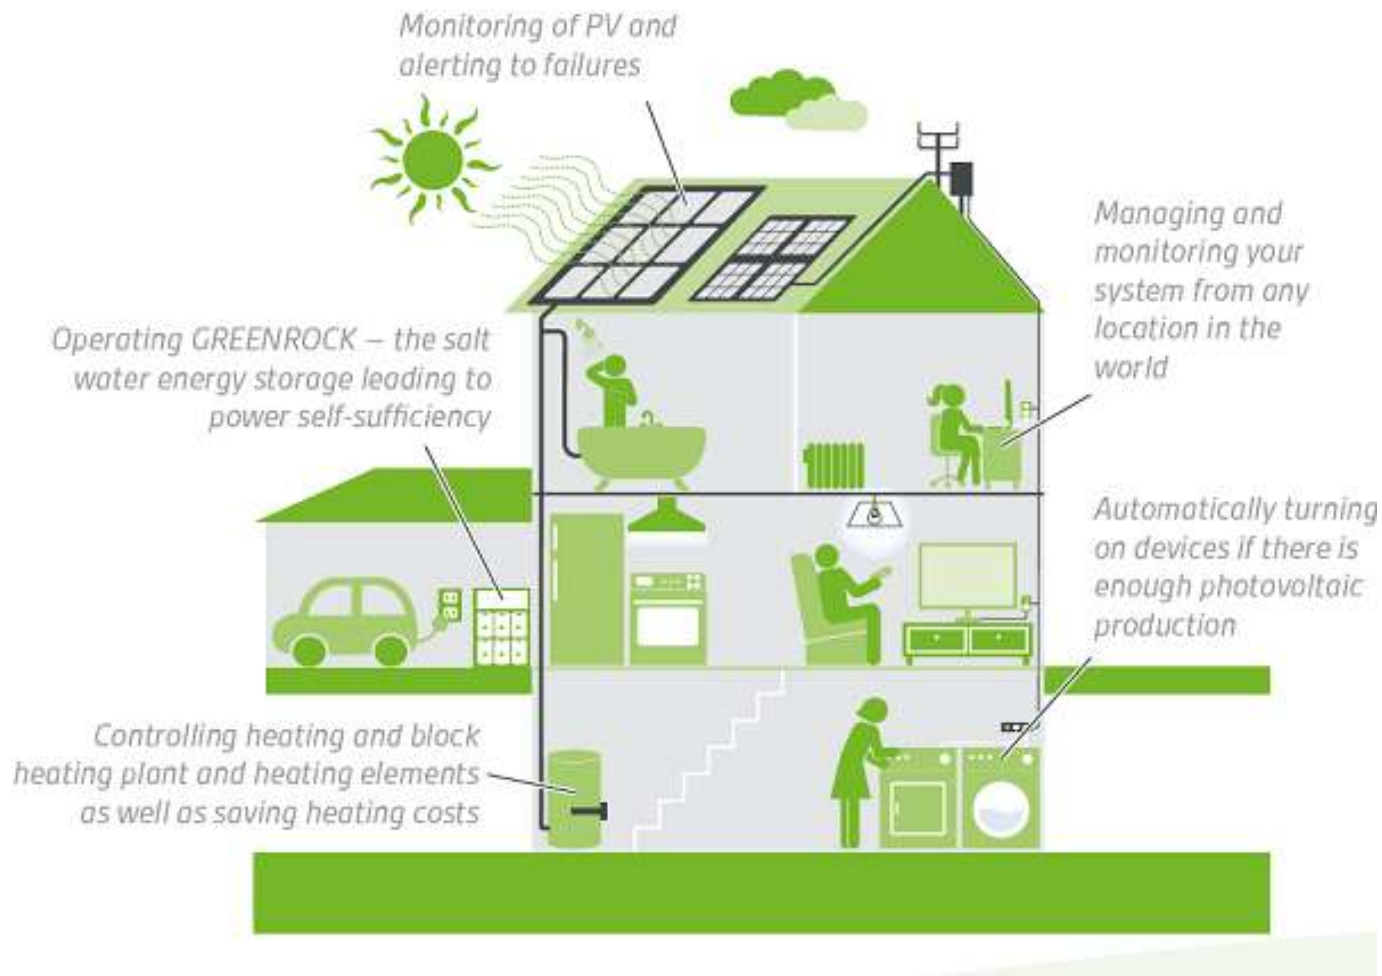 Monitoring of PV and
alerting to failures
Managing and
monitoring your
system from any
location in the
world
Operating GREENROCK – the salt
water energy storage leading to
power self-sufficiency
Automatically turning
on devices if there is
enough photovoltaic
production
Controlling heating and block
heating plant and heating elements
as well as saving heating costs